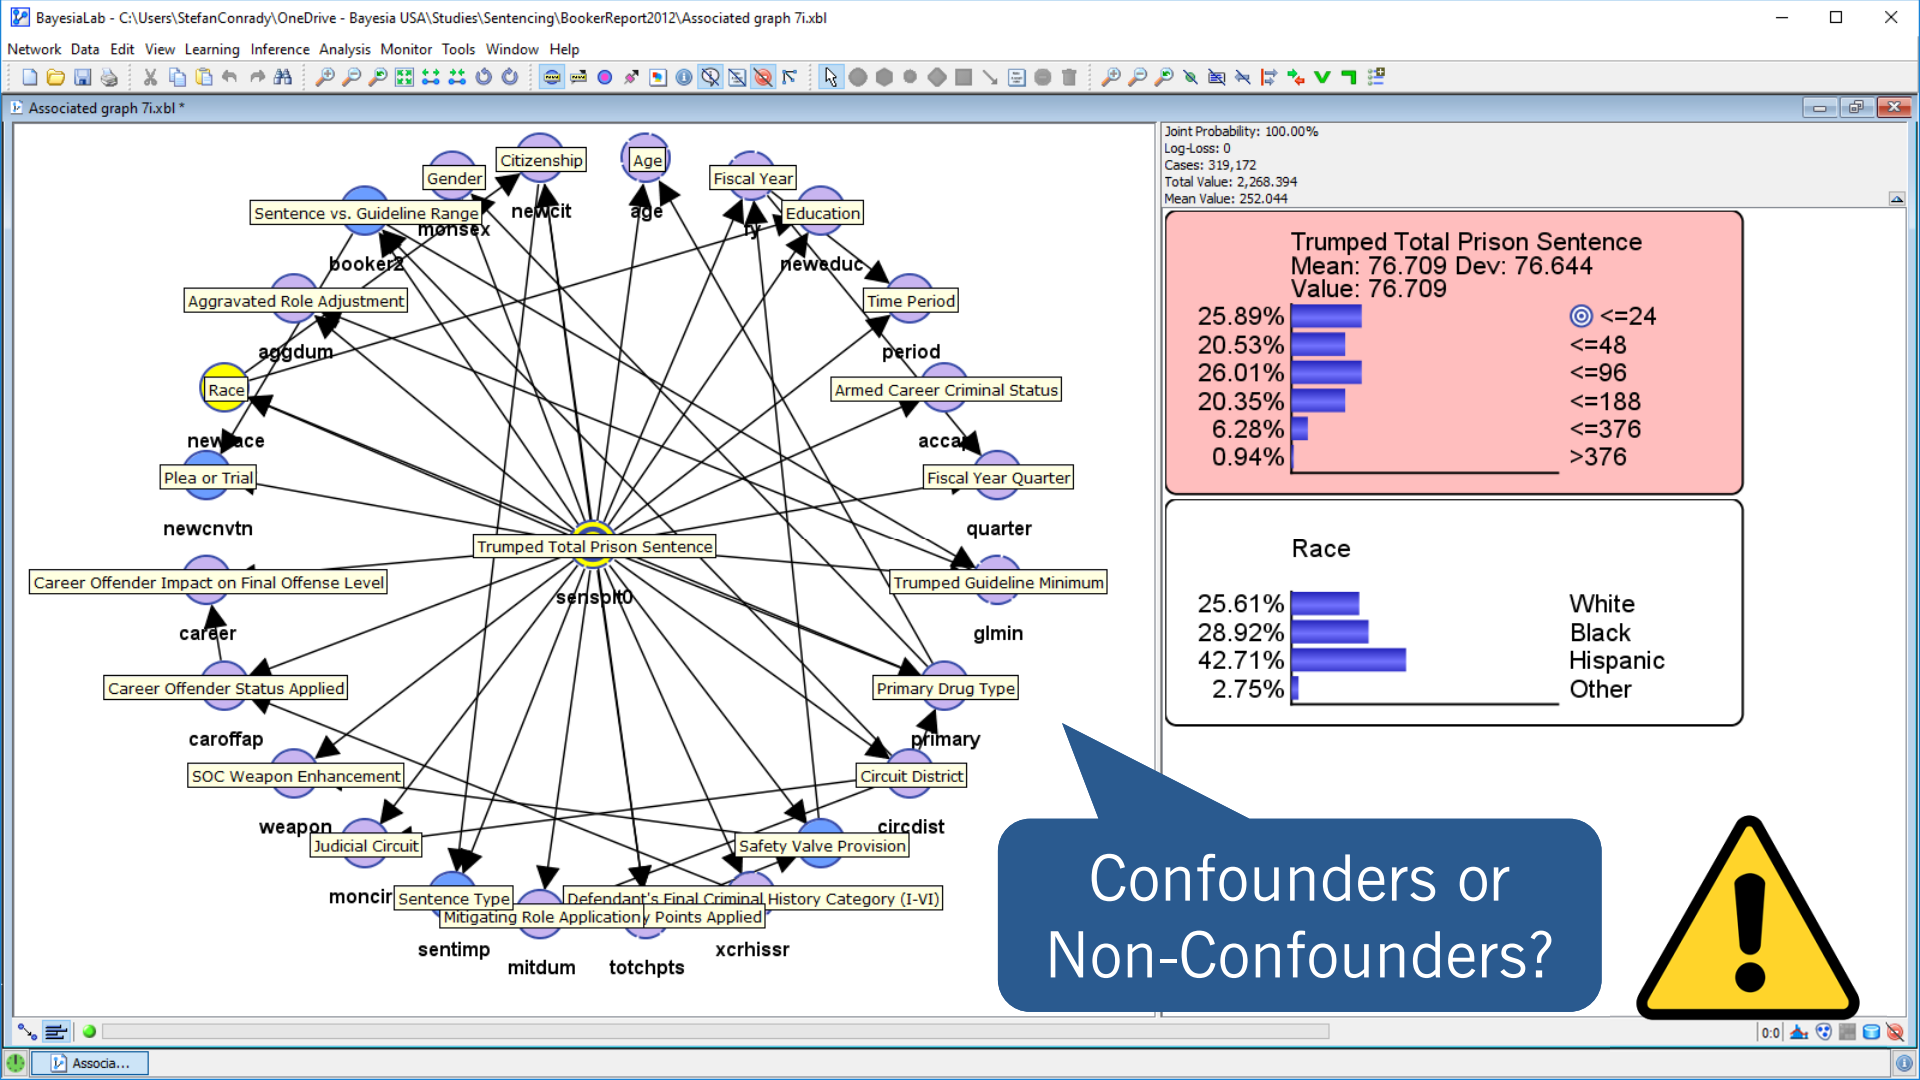 BayesiaLab - C:\Users\StefanConrady\OneDrive - Bayesia USA\Studies\Sentencing\BookerReport2012\Associated graph 7i.xbl
Network Data Edit View Learning Inference Analysis Monitor Tools Window Help
Associated graph 7i.xbl *
Joint Probability: 100.00%
Log-Loss: 0
Cases: 319,172
Total Value: 2,268.394
Mean Value: 252.044
Citizenship
newcit
Age
age
Gender
monsex
Fiscal Year
fy
Sentence vs. Guideline Range
booker2
Education
neweduc
Aggravated Role Adjustment
aggdum
Time Period
period
Race
Armed Career Criminal Status
Plea or Trial
newcnvtn
Fiscal Year Quarter
quarter
Trumped Total Prison Sentence
Career Offender Impact on Final Offense Level
career
Trumped Guideline Minimum
glmin
Career Offender Status Applied
caroffap
Primary Drug Type
primary
SOC Weapon Enhancement
weapon
Circuit District
circdist
Judicial Circuit
moncir
Safety Valve Provision
Sentence Type
sentimp
Defendant's Final Criminal History Category (I-VI)
xcrhissr
Mitigating Role Application
mitdum
y Points Applied
totchpts
Trumped Total Prison Sentence
Mean: 76.709 Dev: 76.644
Value: 76.709
25.89% <=24
20.53% <=48
26.01% <=96
20.35% <=188
6.28% <=376
0.94% >376
Race
25.61% White
28.92% Black
42.71% Hispanic
2.75% Other
Confounders or
Non-Confounders?
0:0
Associa...